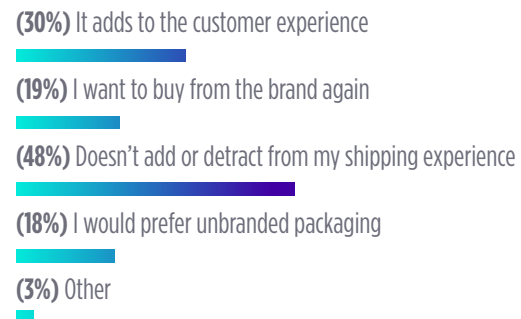 (30%) It adds to the customer experience
(19%) I want to buy from the brand again
(48%) Doesn’t add or detract from my shipping experience
(18%) I would prefer unbranded packaging
(3%) Other